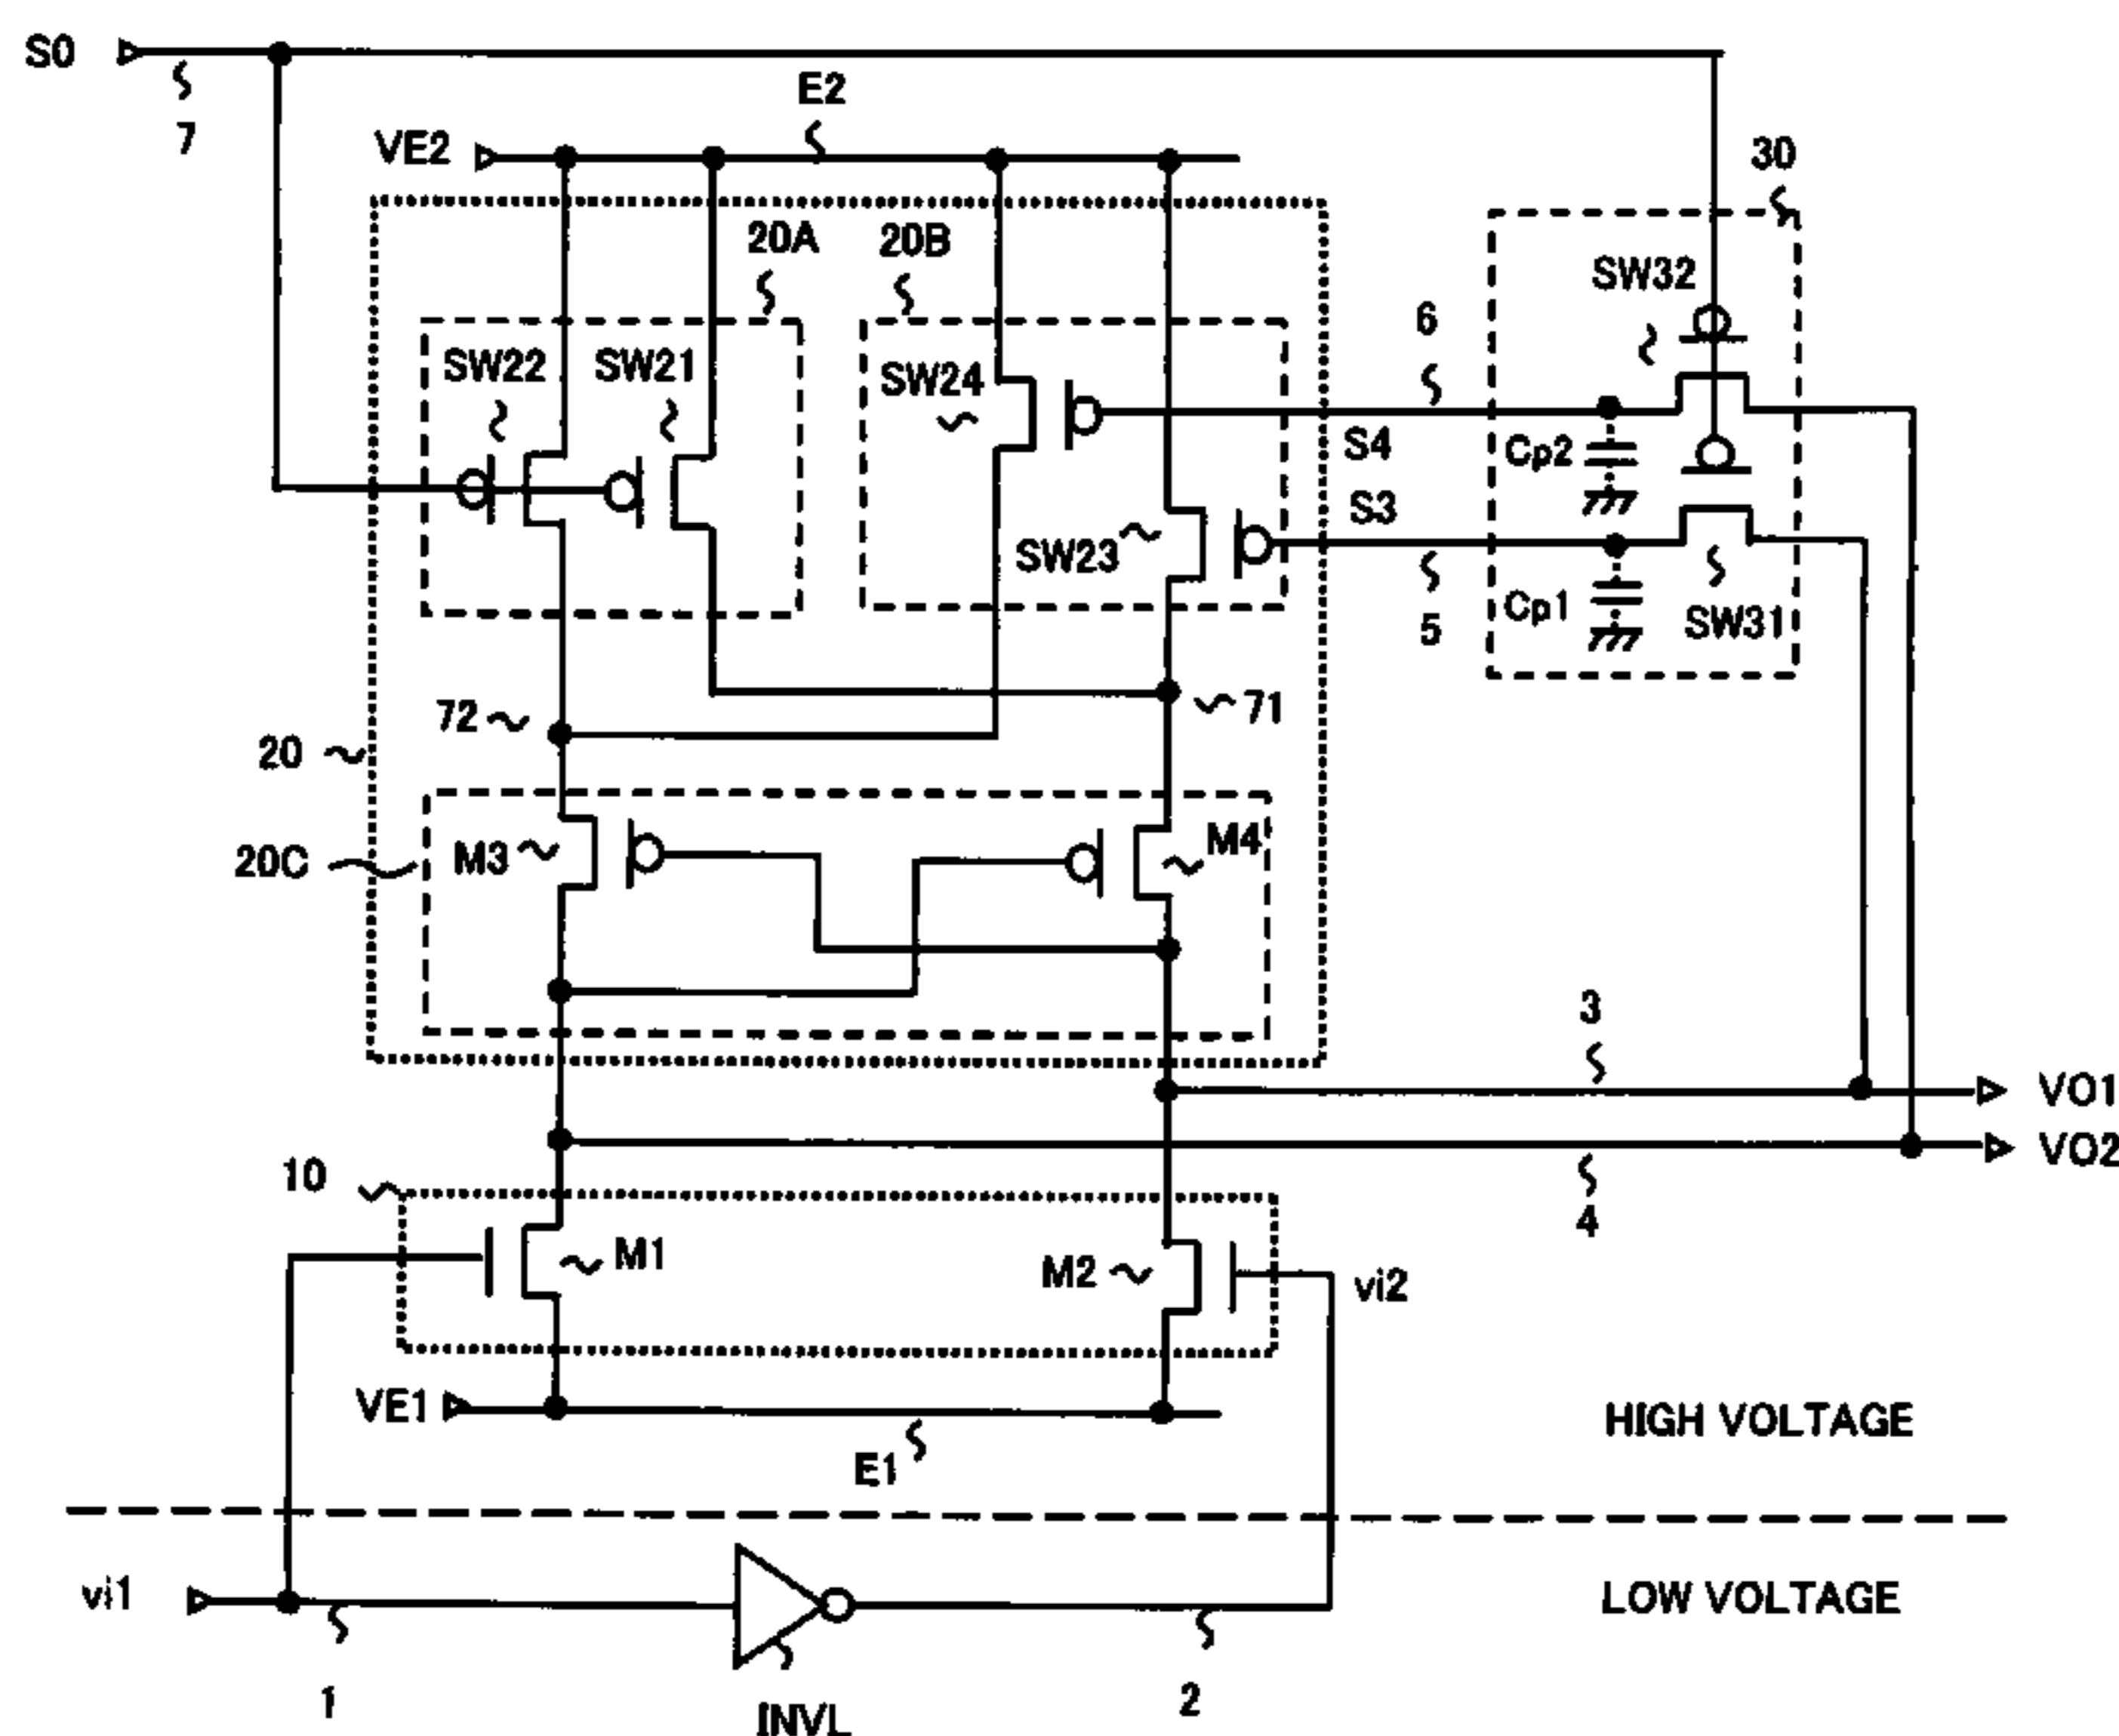 S0
7
VE2
E2
30
20A
20B
SW32
6
SW22
SW21
SW24
S4
Cp2
S3
SW23
5
Cp1
SW31
72
71
20
20C
M3
M4
3
VO1
VO2
10
4
M1
M2
vi2
VE1
E1
HIGH VOLTAGE
LOW VOLTAGE
vi1
1
INVL
2